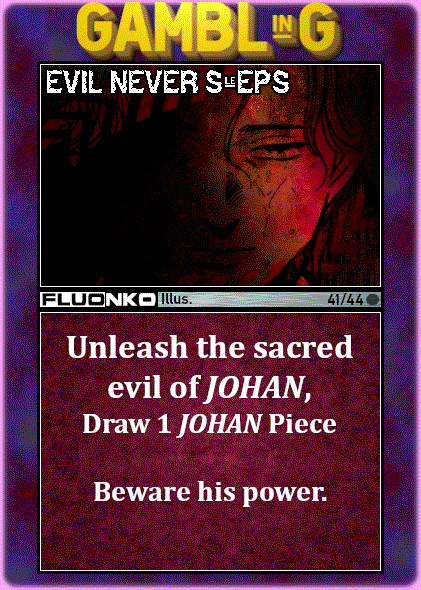 GAMBLinG
EVIL NEVER SleEPS
FLUONKO Illus. 41/44
Unleash the sacred
evil of JOHAN,
Draw 1 JOHAN Piece
Beware his power.